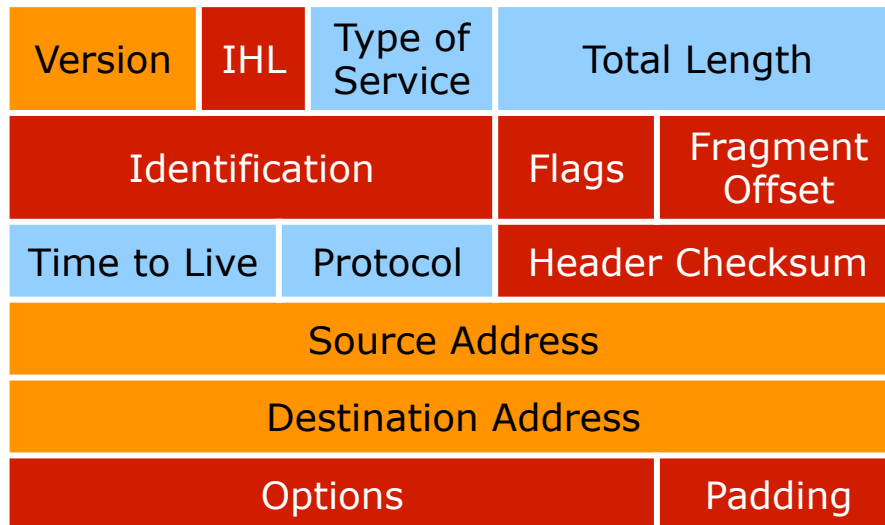 Version
IHL
Type of
Service
Total Length
Identification
Flags
Fragment
Offset
Time to Live
Protocol
Header Checksum
Source Address
Destination Address
Options
Padding